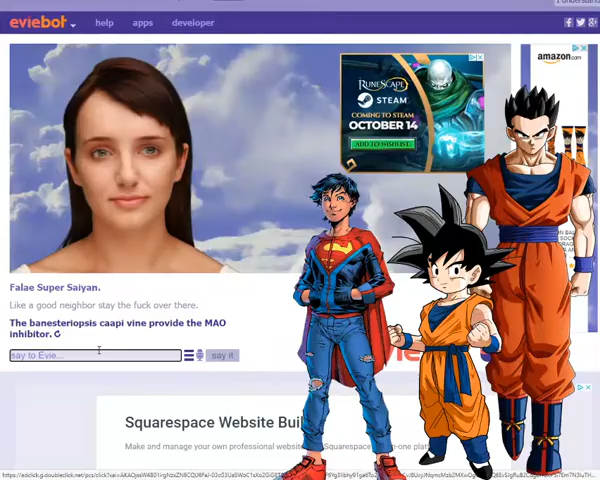 I understand
eviebot
help apps developer
RUNESCAPE
STEAM
COMING TO STEAM
OCTOBER 14
ADD TO WISHLIST
amazon.com
Falae Super Saiyan.
Like a good neighbor stay the fuck over there.
The banesteriopsis caapi vine provide the MAO
inhibitor.
say to Evie...
say it
Squarespace Website Buil
Make and manage your own professional website
Squarespace